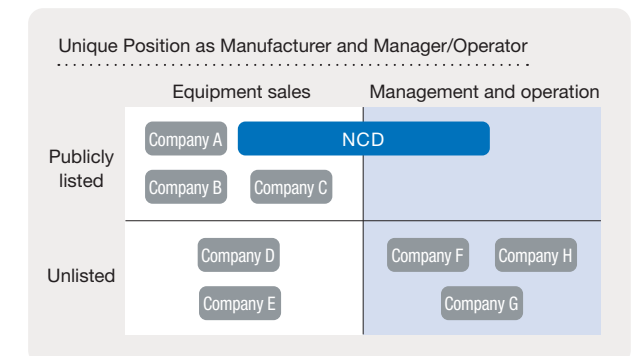 Unique Position as Manufacturer and Manager/Operator
Equipment sales
Management and operation
Publicly
listed
Company A
NCD
Company B
Company C
Unlisted
Company D
Company F
Company H
Company E
Company G